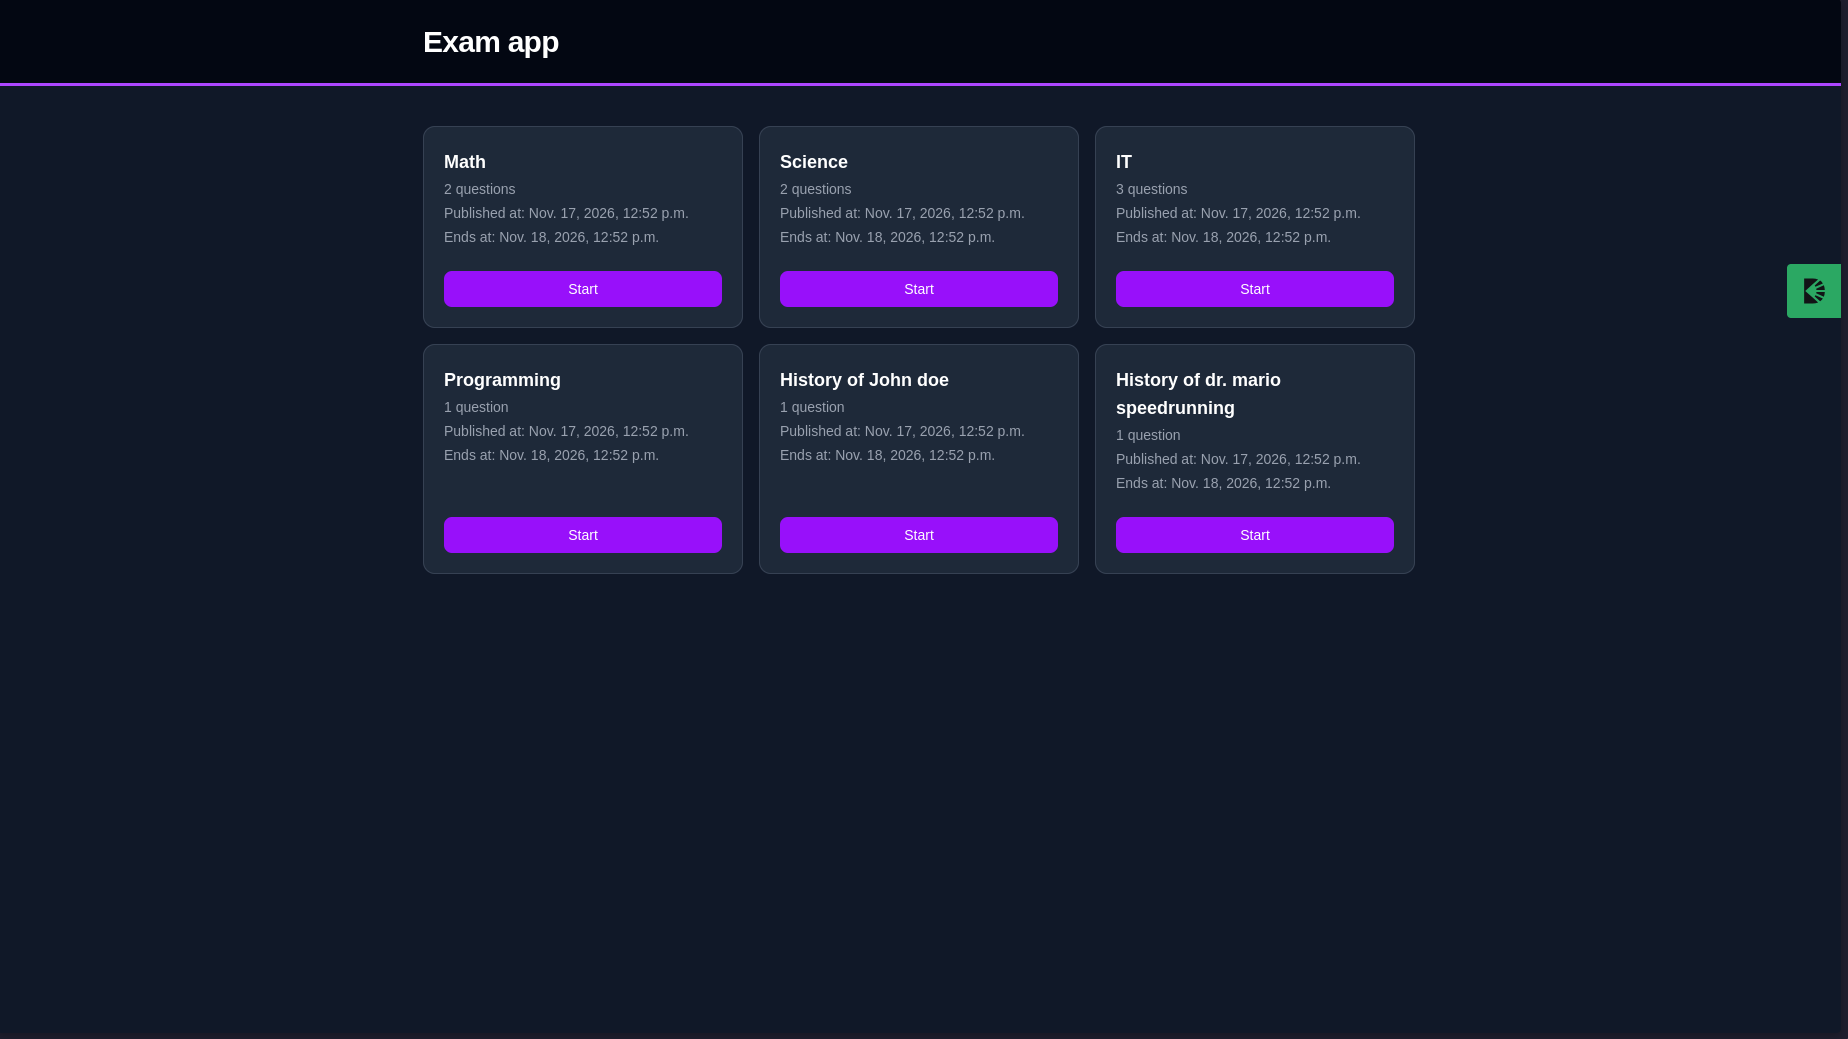 Exam app
Math
2 questions
Published at: Nov. 17, 2026, 12:52 p.m.
Ends at: Nov. 18, 2026, 12:52 p.m.
Start
Science
2 questions
Published at: Nov. 17, 2026, 12:52 p.m.
Ends at: Nov. 18, 2026, 12:52 p.m.
Start
IT
3 questions
Published at: Nov. 17, 2026, 12:52 p.m.
Ends at: Nov. 18, 2026, 12:52 p.m.
Start
Programming
1 question
Published at: Nov. 17, 2026, 12:52 p.m.
Ends at: Nov. 18, 2026, 12:52 p.m.
Start
History of John doe
1 question
Published at: Nov. 17, 2026, 12:52 p.m.
Ends at: Nov. 18, 2026, 12:52 p.m.
Start
History of dr. mario
speedrunning
1 question
Published at: Nov. 17, 2026, 12:52 p.m.
Ends at: Nov. 18, 2026, 12:52 p.m.
Start